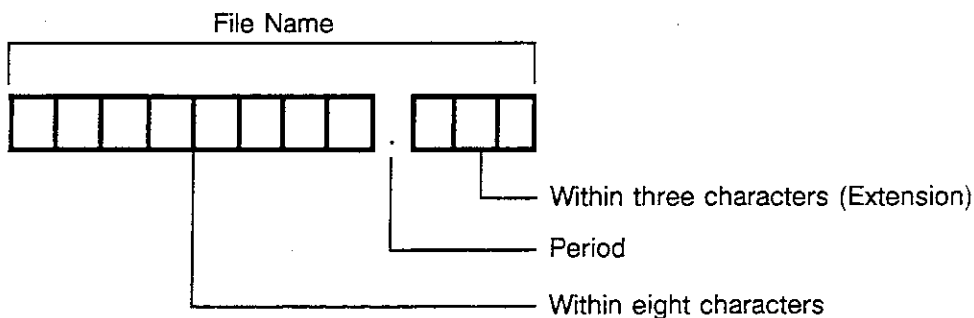 File Name
.
Within three characters (Extension)
Period
Within eight characters